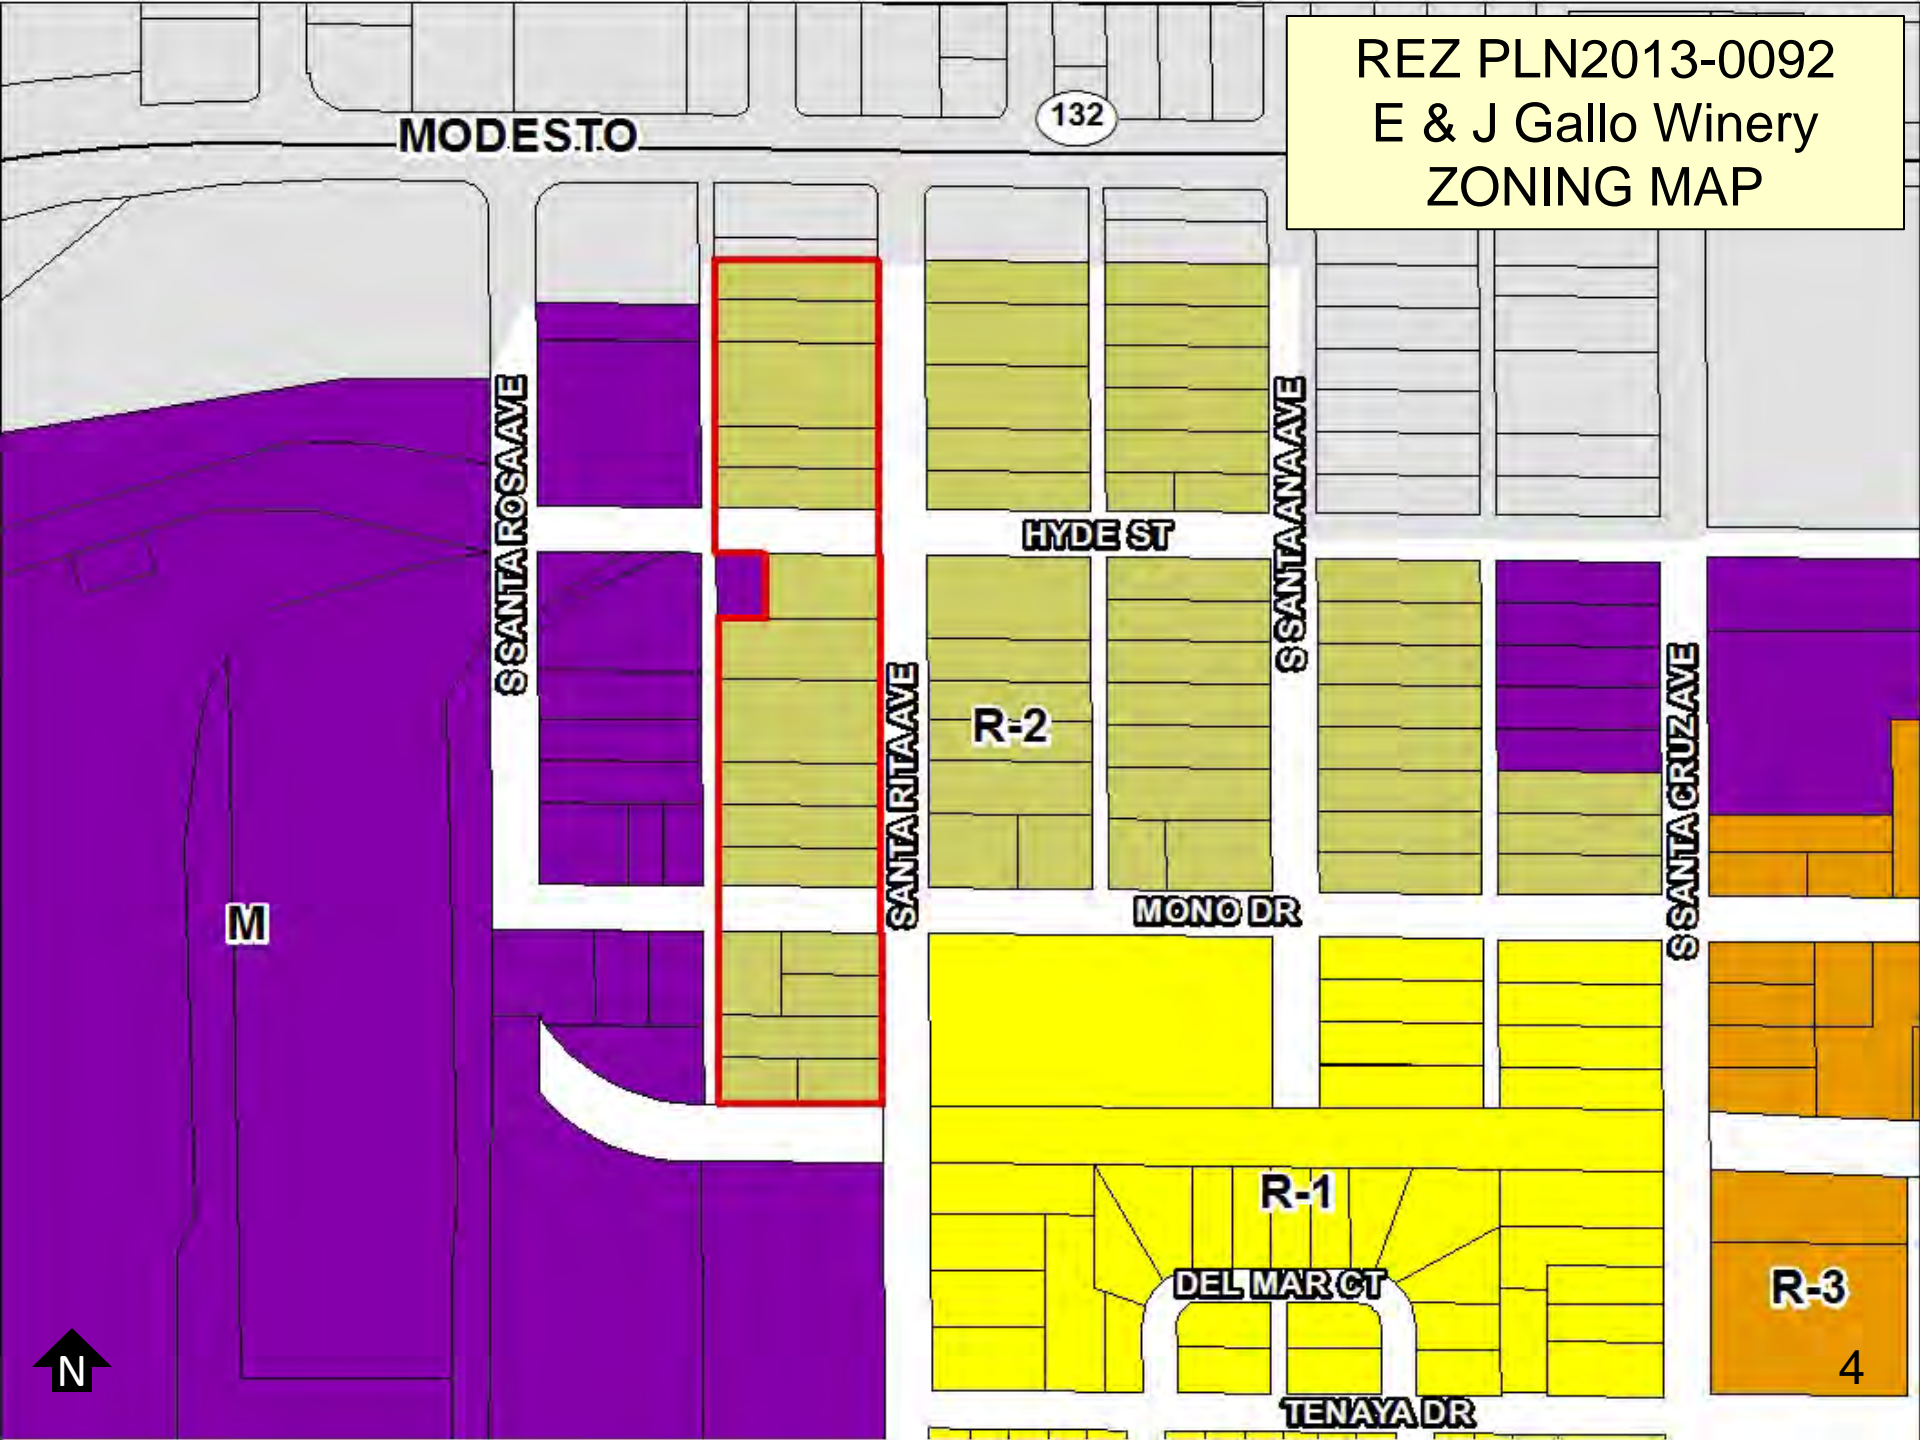 REZ PLN2013-0092
E & J Gallo Winery
ZONING MAP
132
MODESTO
S SANTA ROSA AVE
S SANTA ANA AVE
HYDE ST
S SANTA RITA AVE
S SANTA CRUZ AVE
R-2
M
MONO DR
R-1
DEL MAR CT
R-3
N
4
TENAYA DR